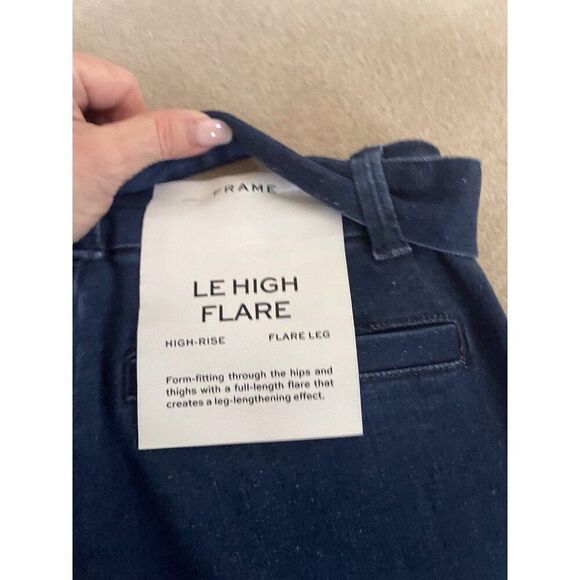 FRAME
LE HIGH
FLARE
HIGH-RISE FLARE LEG
Form-fitting through the hips and
thighs with a full-length flare that
creates a leg-lengthening effect.